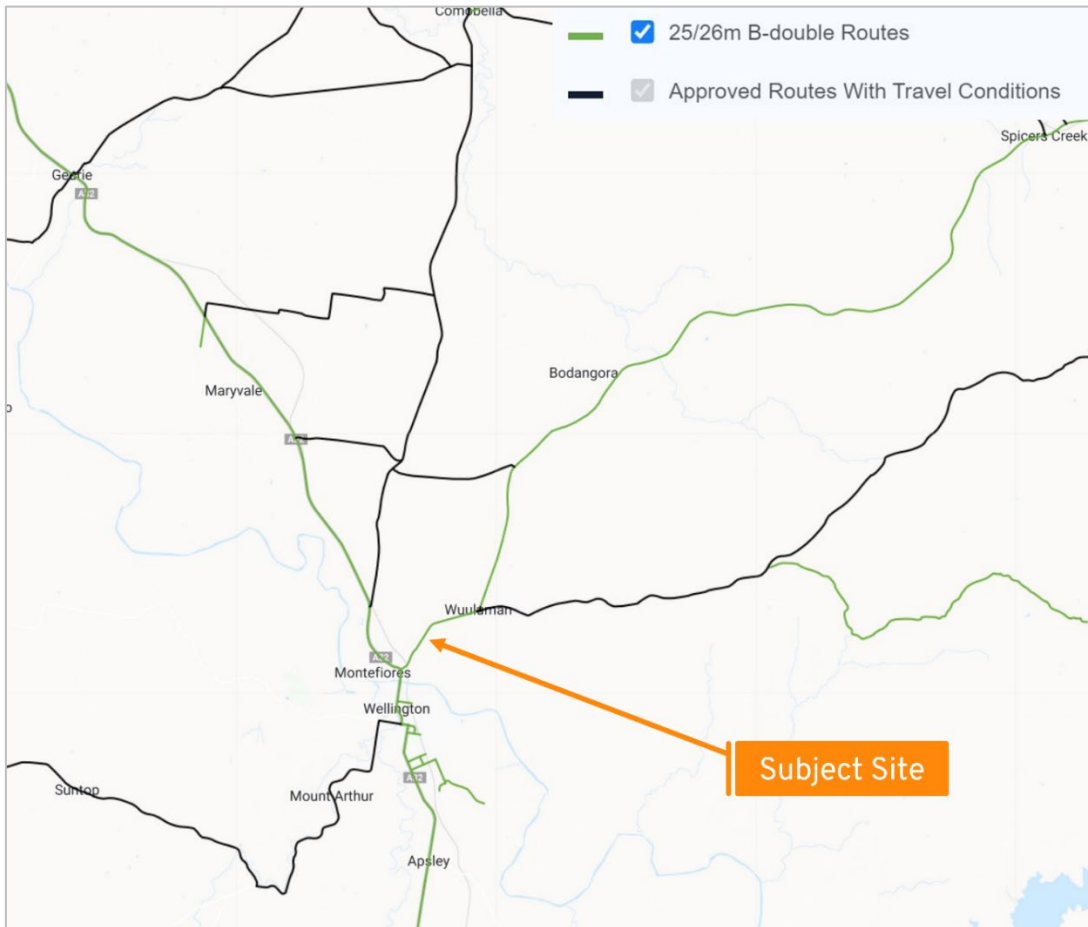 Comobella
25/26m B-double Routes
Approved Routes With Travel Conditions
Spicers Creek
Geurie
A32
Bodangora
Maryvale
A32
Wuuluman
A32
Montefiores
Wellington
Subject Site
A32
Suntop
Mount Arthur
Apsley